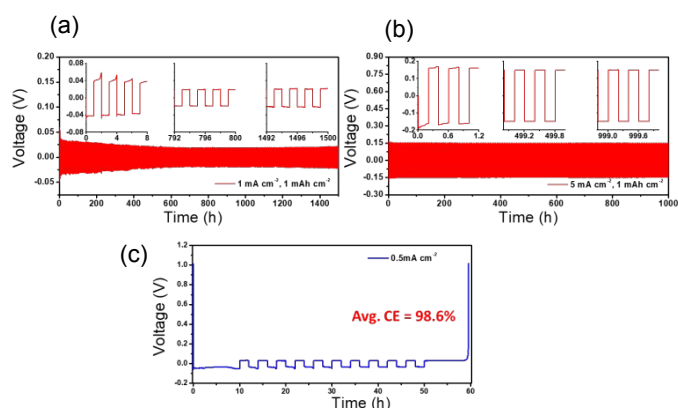 (a)
0.20
0.15
0.10
0.05
0.00
-0.05
Voltage (V)
0.08
0.04
0.00
-0.04
-0.08
0 4 8
792 796 800
1492 1496 1500
1 mA cm-2, 1 mAh cm-2
0 200 400 600 800 1000 1200 1400
Time (h)
(b)
0.90
0.75
0.60
0.45
0.30
0.15
0.00
-0.15
-0.30
Voltage (V)
0.2
0.1
0.0
-0.1
-0.2
0.0 0.6 1.2
499.2 499.8
999.0 999.6
5 mA cm-2, 1 mAh cm-2
0 200 400 600 800 1000
Time (h)
(c)
1.2
1.0
0.8
0.6
0.4
0.2
0.0
-0.2
Voltage (V)
0.5mA cm-2
Avg. CE = 98.6%
0 10 20 30 40 50 60
Time (h)